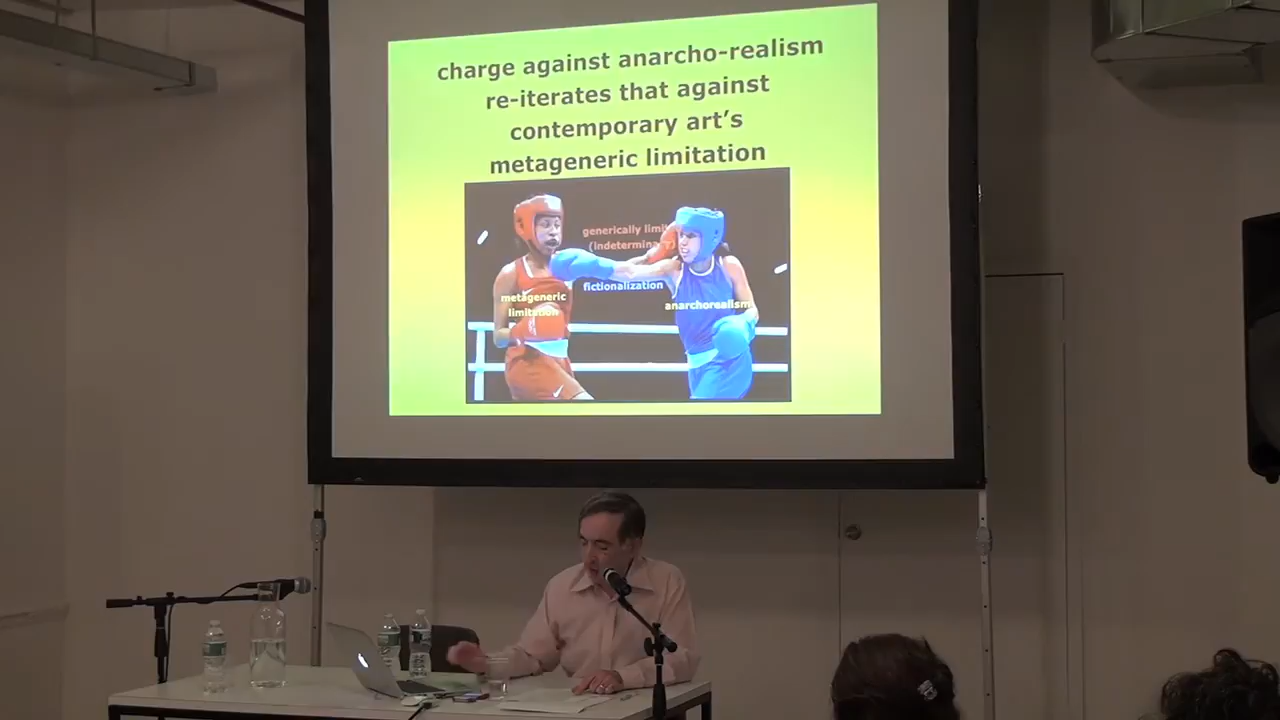 charge against anarcho-realism
re-iterates that against
contemporary art's
metageneric limitation
generically
fictionalization
metageneric
limitation
anarchorealism